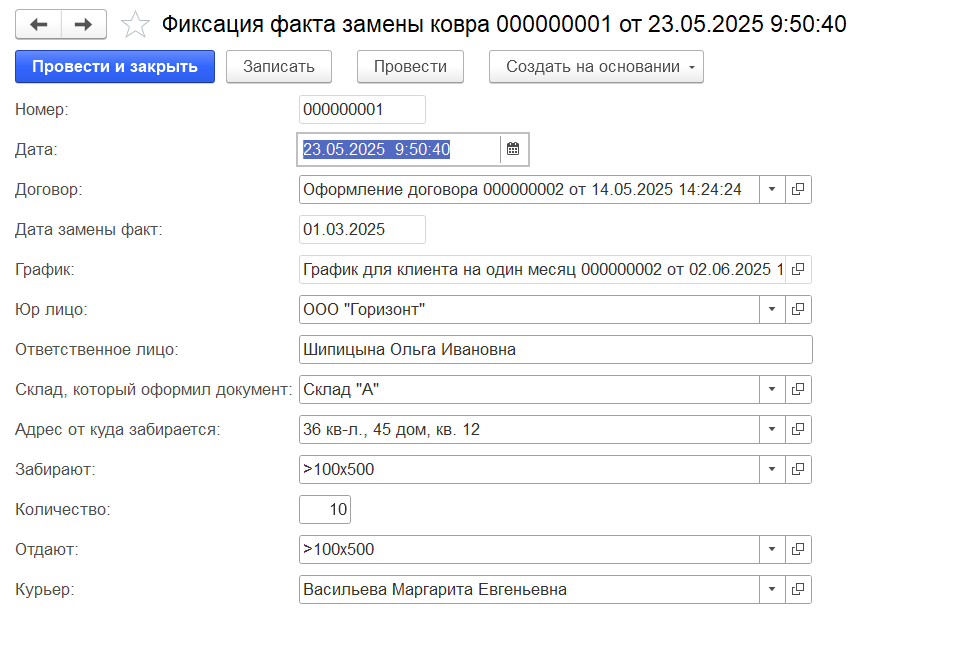 Фиксация факта замены ковра 000000001 от 23.05.2025 9:50:40
Провести и закрыть Записать Провести Создать на основании
Номер: 000000001
Дата: 23.05.2025 9:50:40
Договор: Оформление договора 000000002 от 14.05.2025 14:24:24
Дата замены факт: 01.03.2025
График: График для клиента на один месяц 000000002 от 02.06.2025 1
Юр лицо: ООО "Горизонт"
Ответственное лицо: Шипицына Ольга Ивановна
Склад, который оформил документ: Склад "А"
Адрес от куда забирается: 36 кв-л., 45 дом, кв. 12
Забирают: >100x500
Количество: 10
Отдают: >100x500
Курьер: Васильева Маргарита Евгеньевна